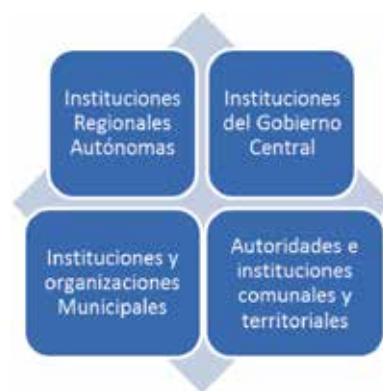 Instituciones
Regionales
Autónomas
Instituciones
del Gobierno
Central
Instituciones y
organizaciones
Municipales
Autoridades e
instituciones
comunales y
territoriales